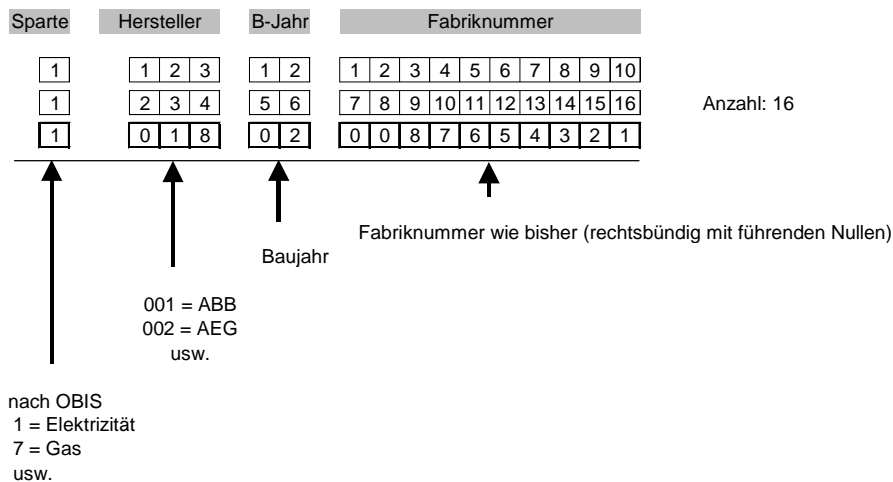 Sparte Hersteller B-Jahr Fabriknummer
1 1 2 3 1 2 1 2 3 4 5 6 7 8 9 10
1 2 3 4 5 6 7 8 9 10 11 12 13 14 15 16 Anzahl: 16
1 0 1 8 0 2 0 0 8 7 6 5 4 3 2 1
Fabriknummer wie bisher (rechtsbündig mit führenden Nullen)
Baujahr
001 = ABB
002 = AEG
usw.
nach OBIS
1 = Elektrizität
7 = Gas
usw.